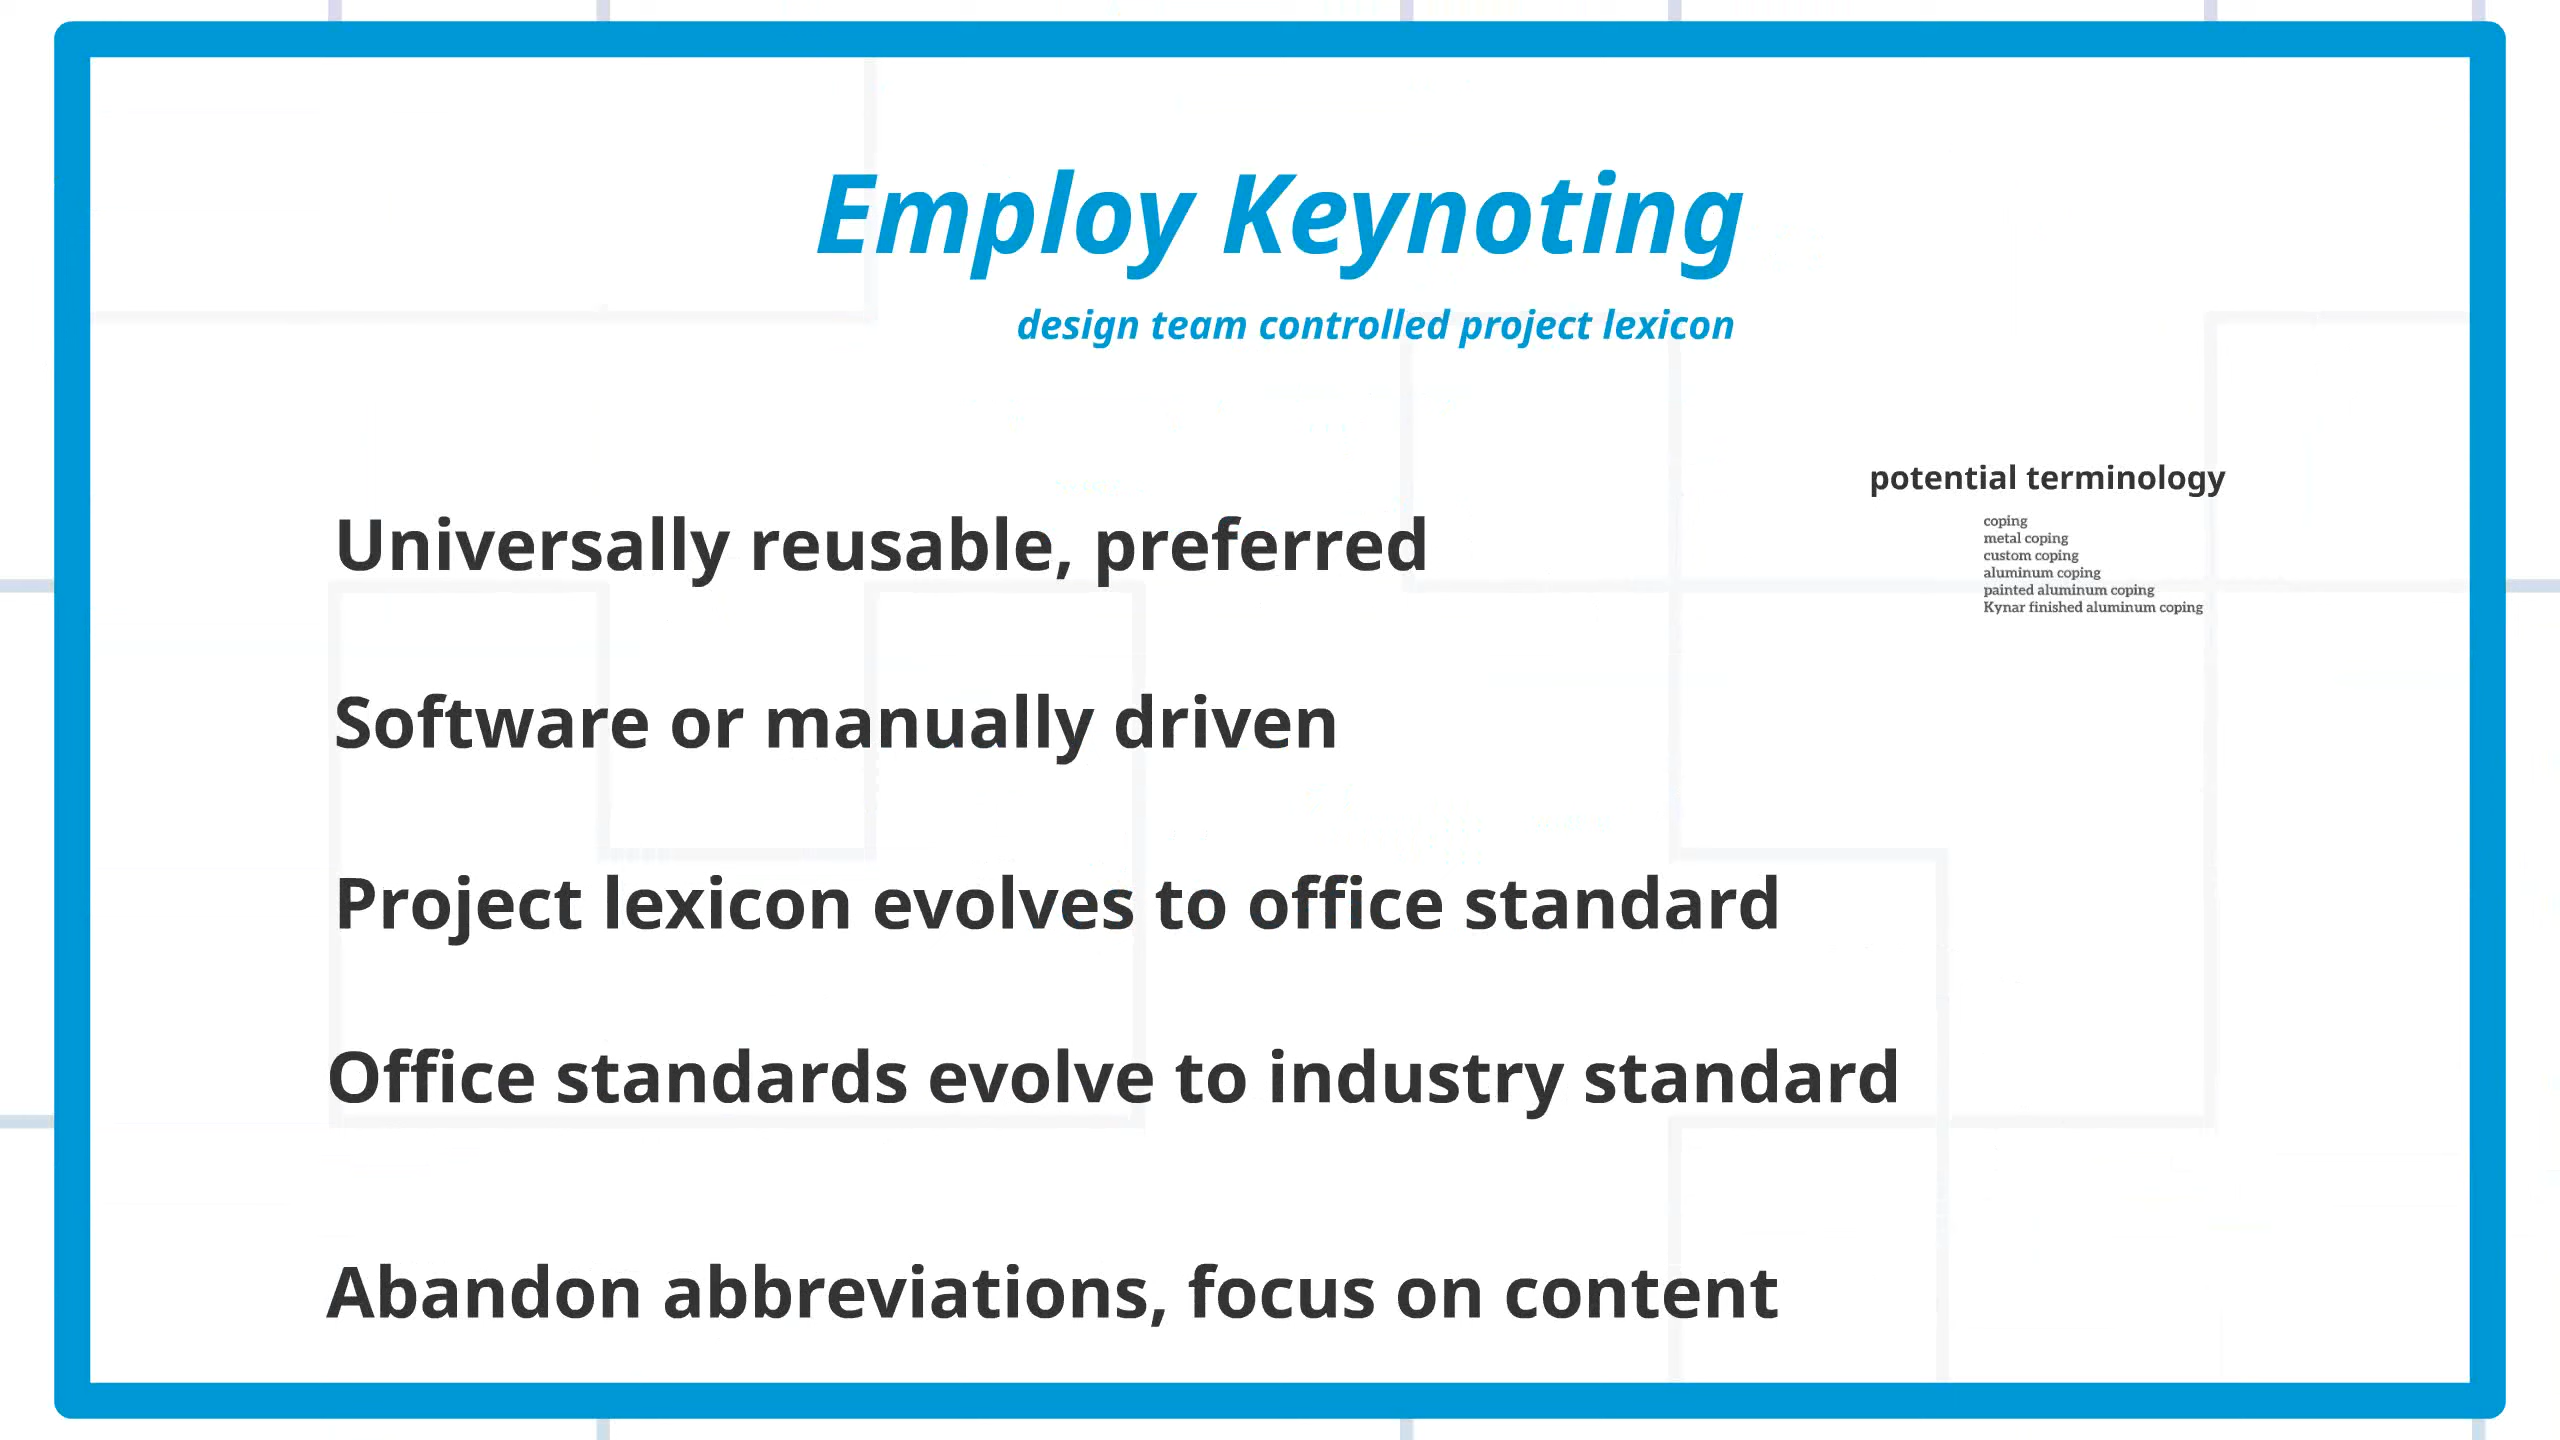 Employ Keynoting
design team controlled project lexicon
potential terminology
coping
metal coping
custom coping
aluminum coping
painted aluminum coping
Kynar finished aluminum coping
Universally reusable, preferred
Software or manually driven
Project lexicon evolves to office standard
Office standards evolve to industry standard
Abandon abbreviations, focus on content